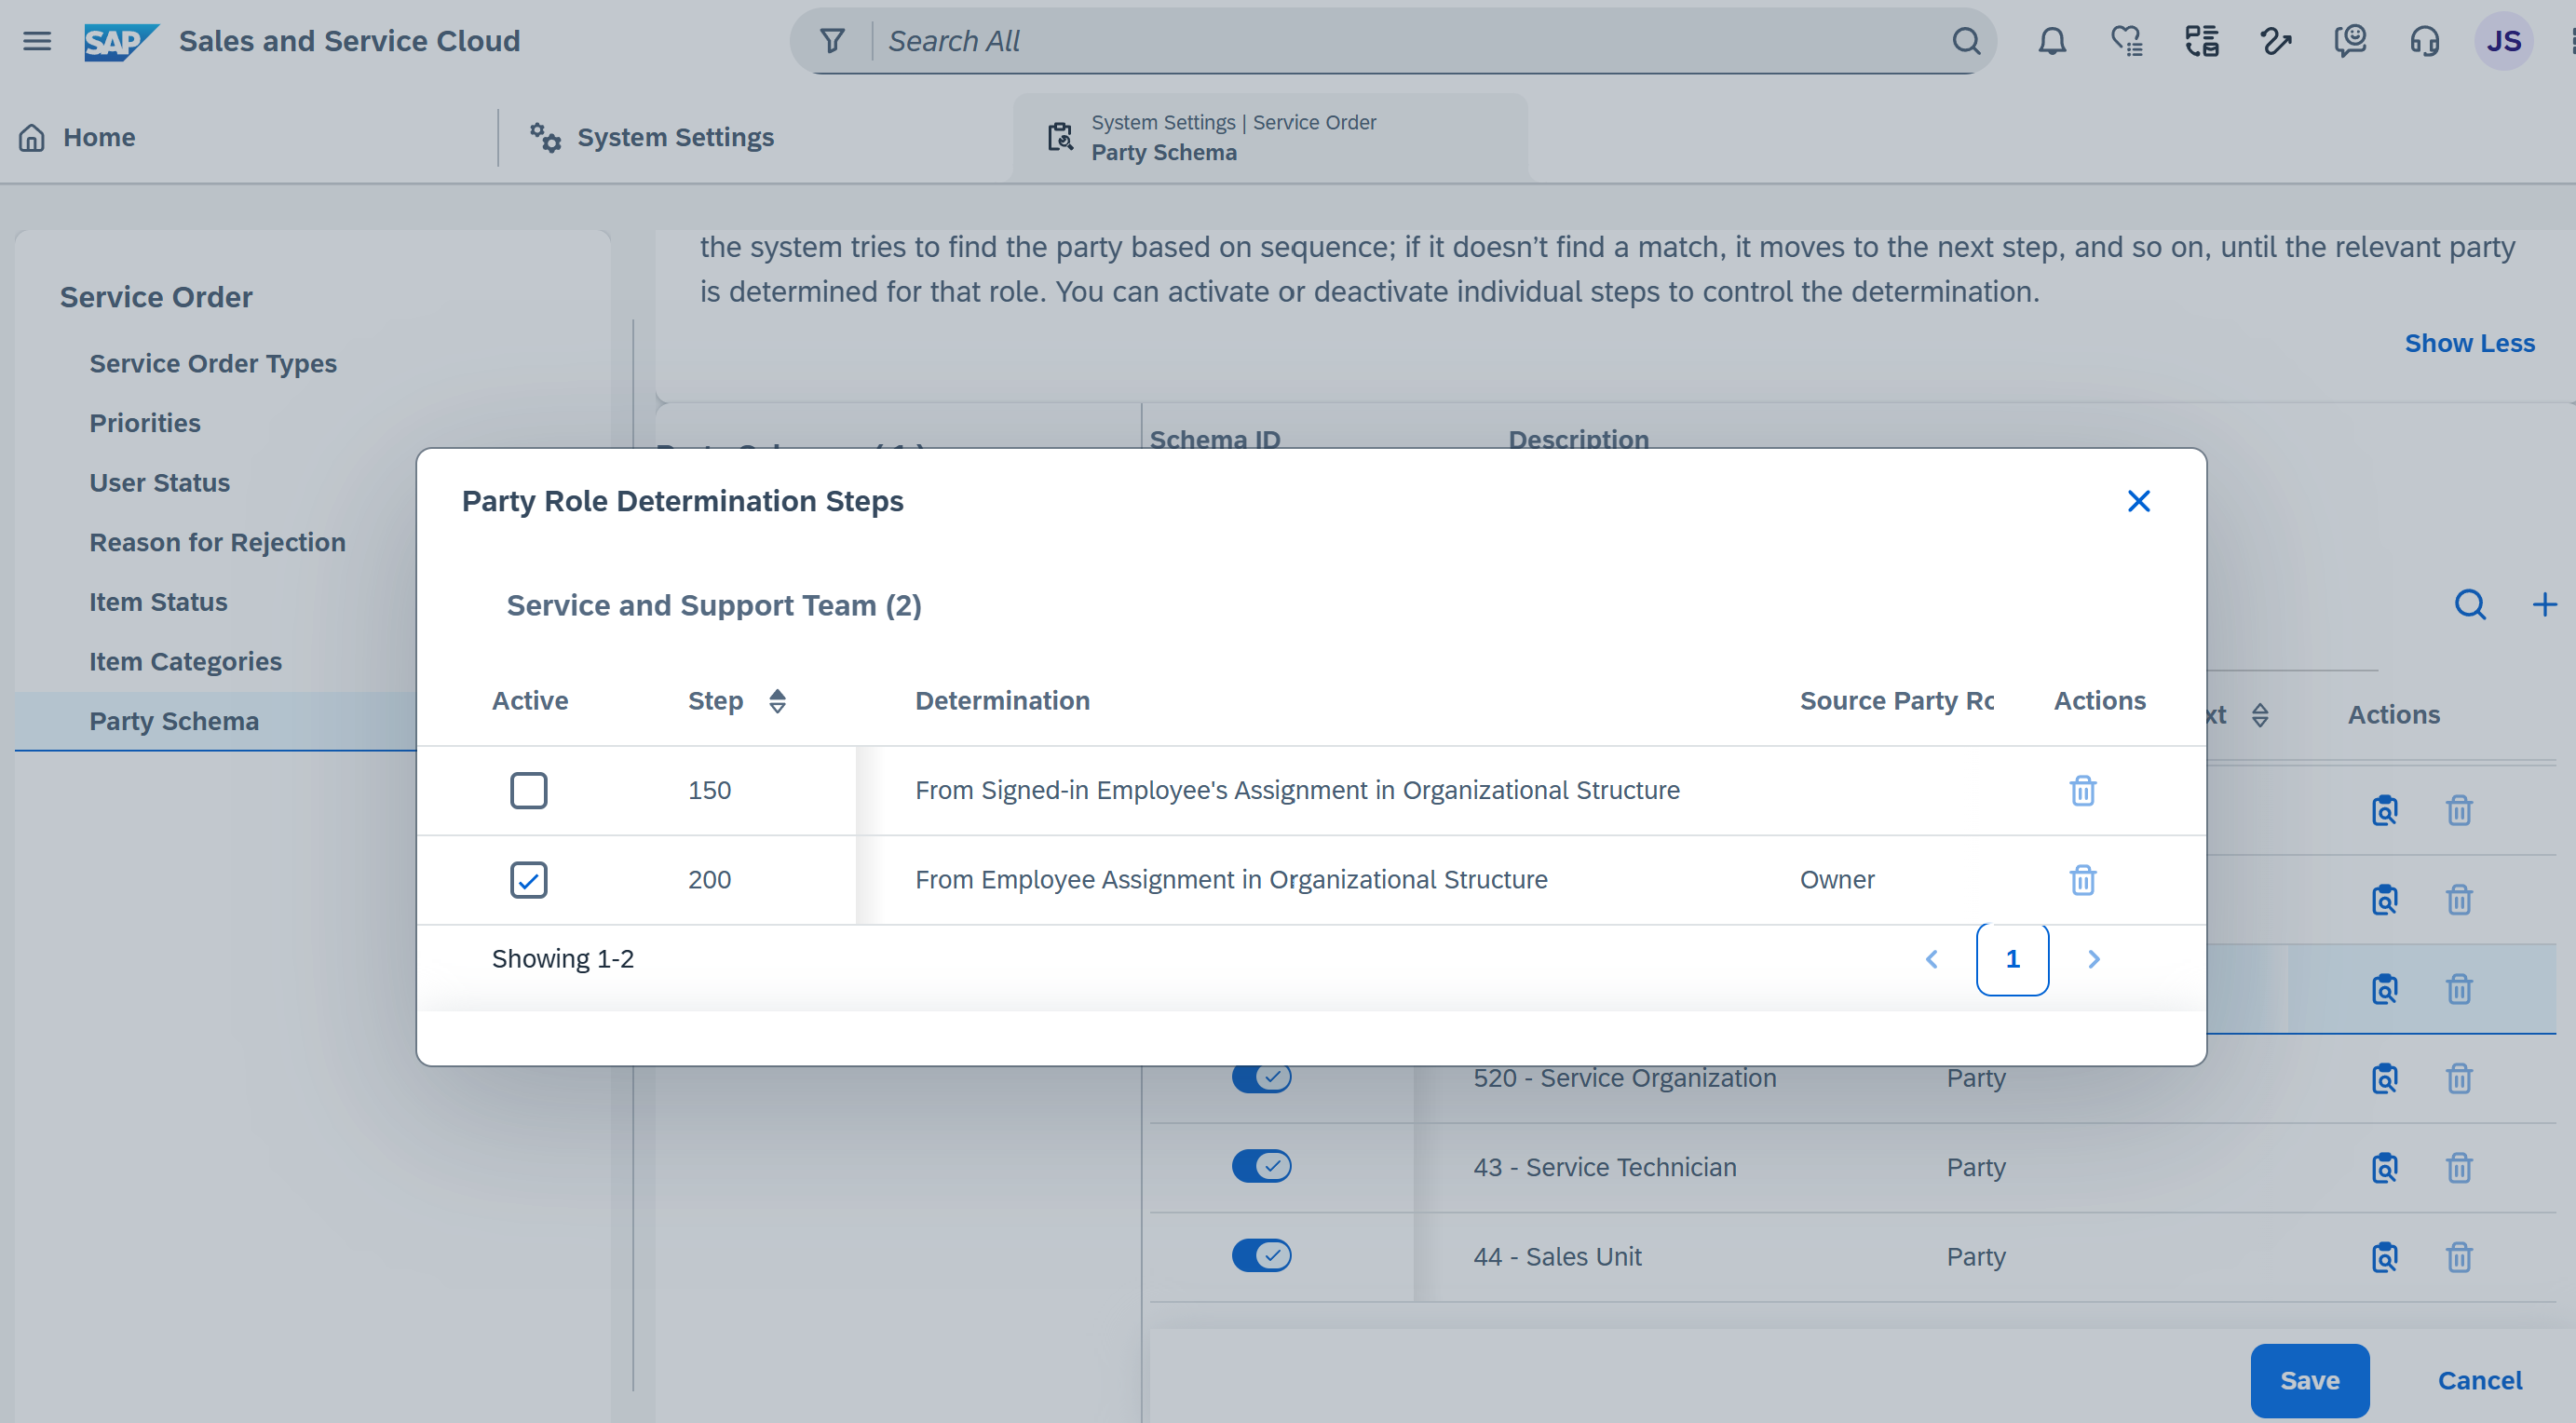 SAP Sales and Service Cloud
Search All
JS
Home
System Settings
System Settings | Service Order
Party Schema
Service Order
Service Order Types
Priorities
User Status
Reason for Rejection
Item Status
Item Categories
Party Schema
the system tries to find the party based on sequence; if it doesn’t find a match, it moves to the next step, and so on, until the relevant party
is determined for that role. You can activate or deactivate individual steps to control the determination.
Show Less
Schema ID Description
Party Role Determination Steps
Service and Support Team (2)
Active Step Determination Source Party Ro Actions
150 From Signed-in Employee's Assignment in Organizational Structure
200 From Employee Assignment in Organizational Structure Owner
Showing 1-2
1
xt Actions
520 - Service Organization Party
43 - Service Technician Party
44 - Sales Unit Party
Save Cancel